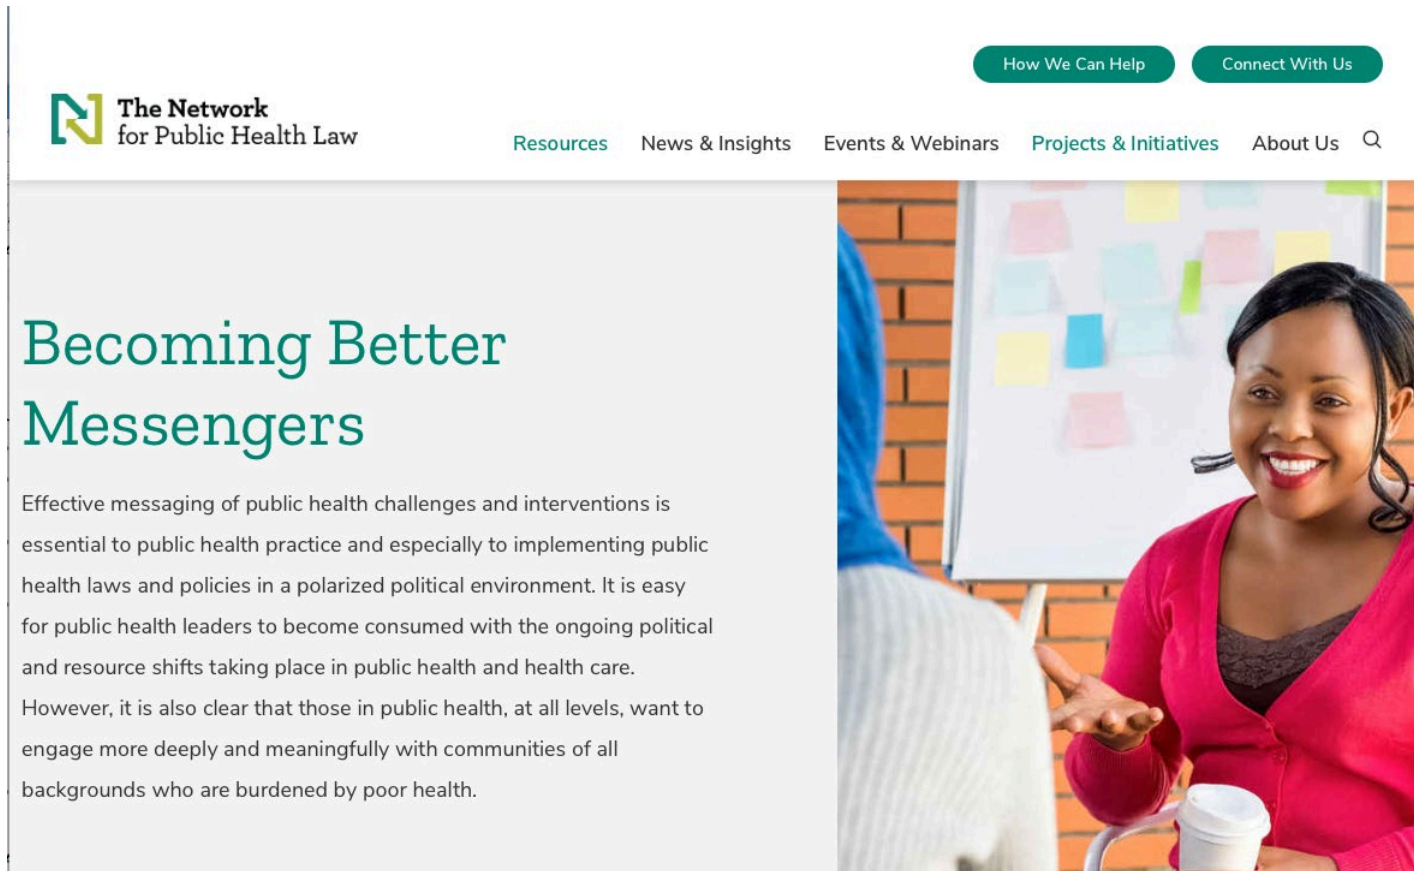 How We Can Help
Connect With Us
The Network
for Public Health Law
Resources
News & Insights
Events & Webinars
Projects & Initiatives
About Us
Becoming Better
Messengers
Effective messaging of public health challenges and interventions is
essential to public health practice and especially to implementing public
health laws and policies in a polarized political environment. It is easy
for public health leaders to become consumed with the ongoing political
and resource shifts taking place in public health and health care.
However, it is also clear that those in public health, at all levels, want to
engage more deeply and meaningfully with communities of all
backgrounds who are burdened by poor health.